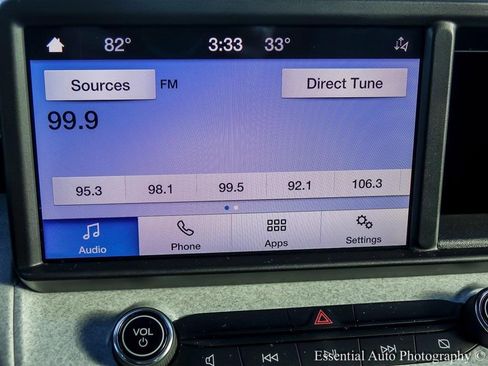 82° 3:33 33°
Sources FM Direct Tune
99.9
95.3 98.1 99.5 92.1 106.3
Audio Phone Apps Settings
VOL
Essential Auto Photography ©